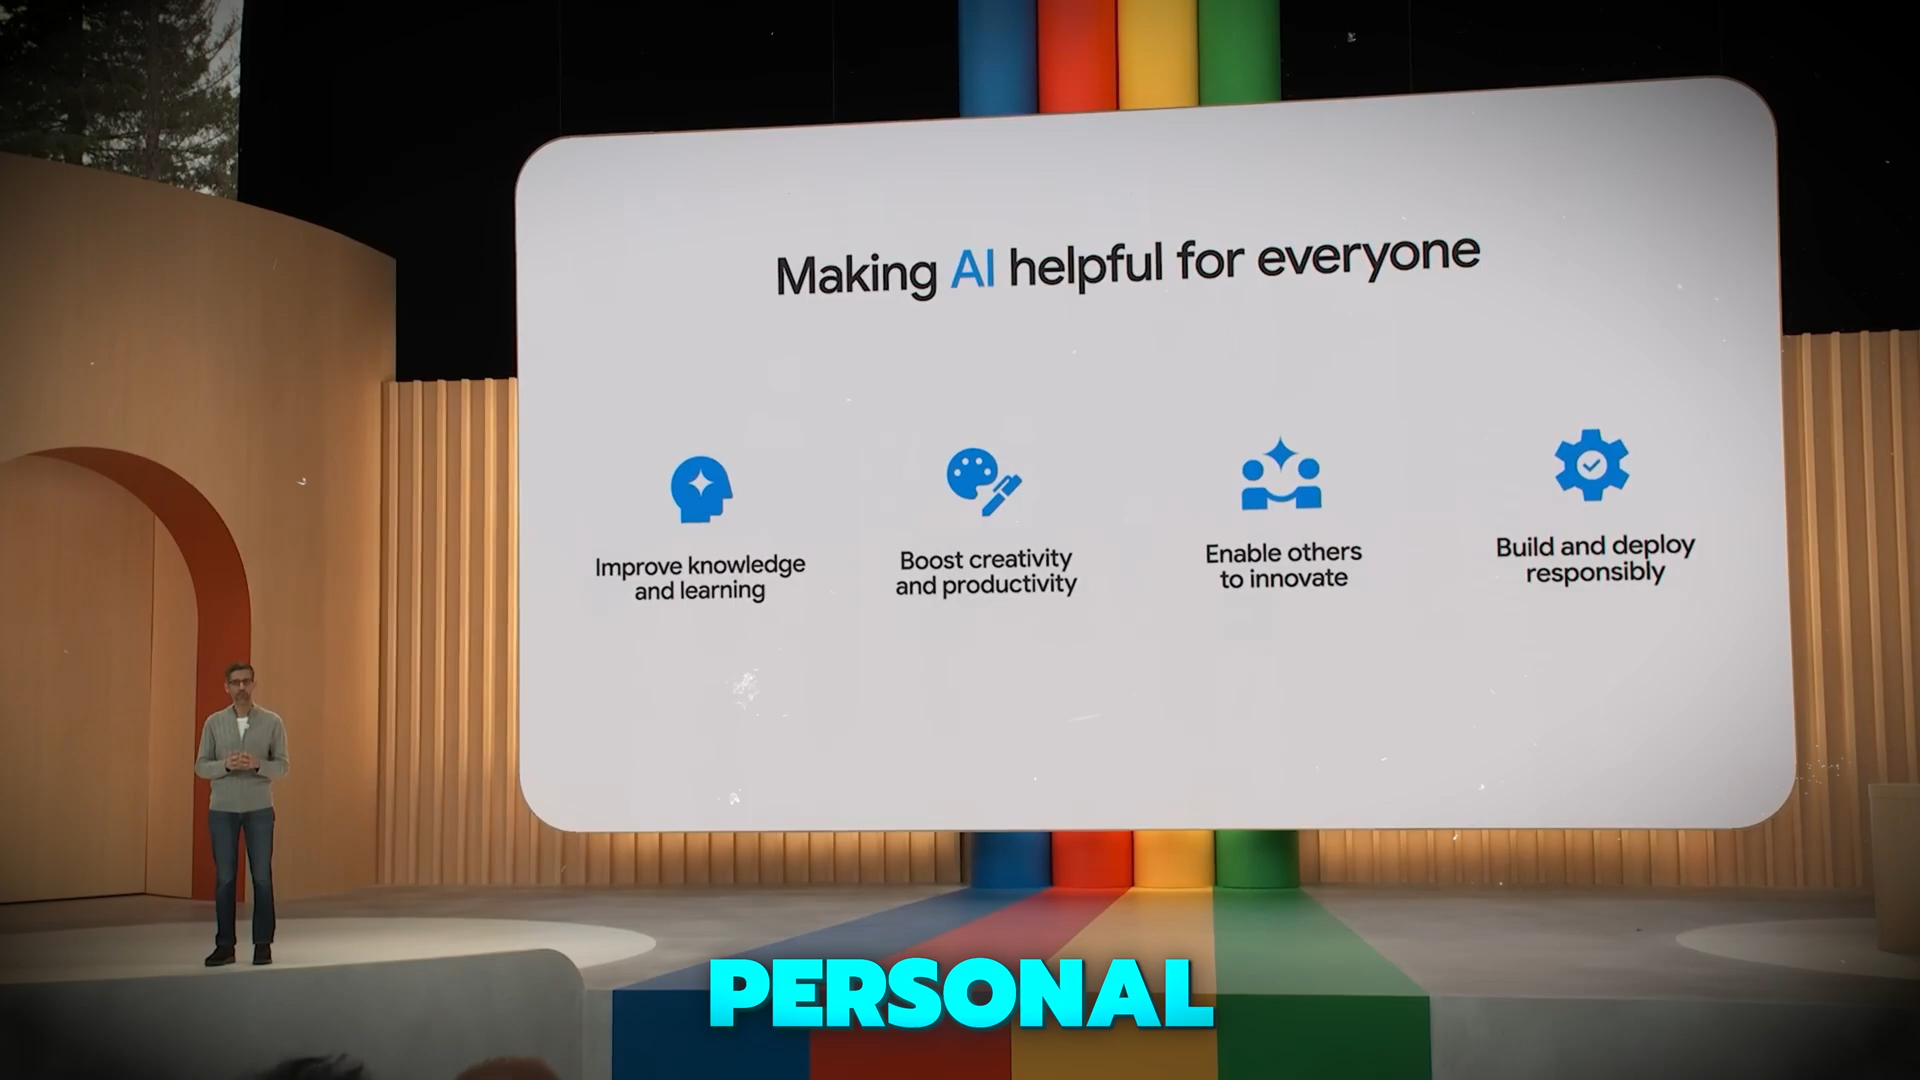 Making AI helpful for everyone
Improve knowledge
and learning
Boost creativity
and productivity
Enable others
to innovate
Build and deploy
responsibly
PERSONAL